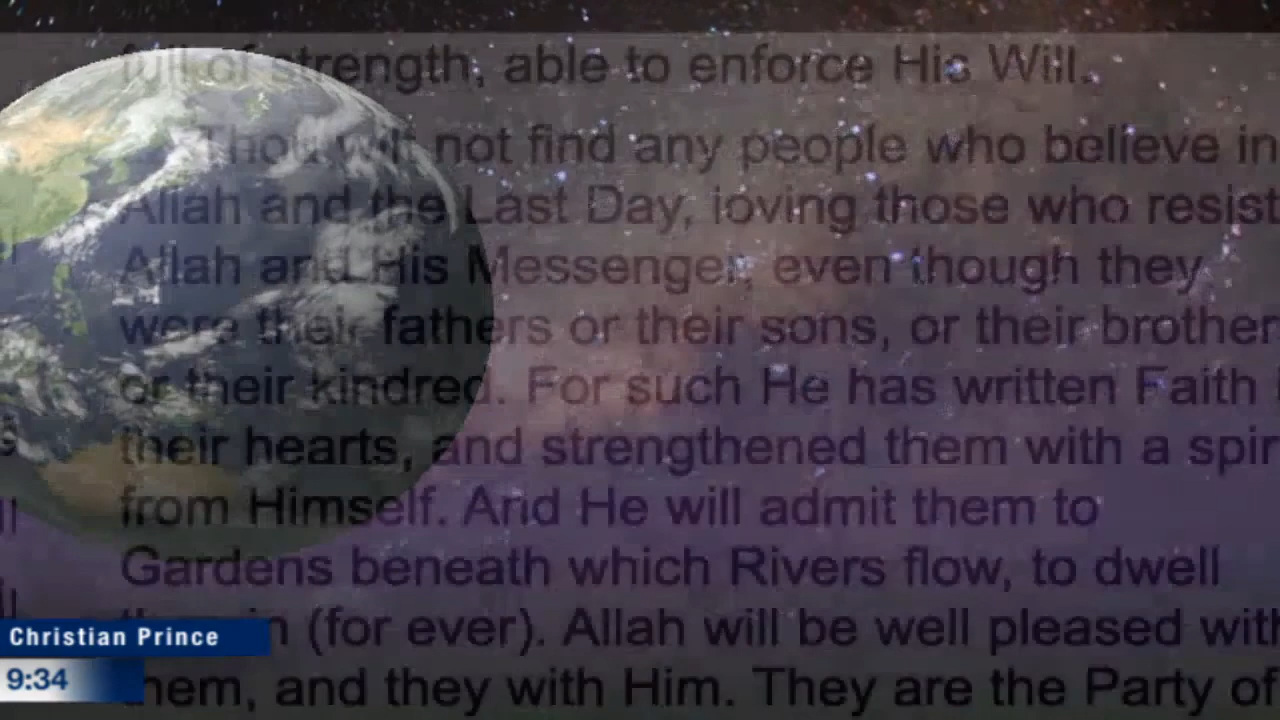 full of strength, able to enforce His Will.
Thou wilt not find any people who believe in
Allah and the Last Day, loving those who resist
Allah and His Messenger, even though they
were their fathers or their sons, or their brother
or their kindred. For such He has written Faith
their hearts, and strengthened them with a spir
from Himself. And He will admit them to
Gardens beneath which Rivers flow, to dwell
(for ever). Allah will be well pleased with
them, and they with Him. They are the Party of
Christian Prince
9:34